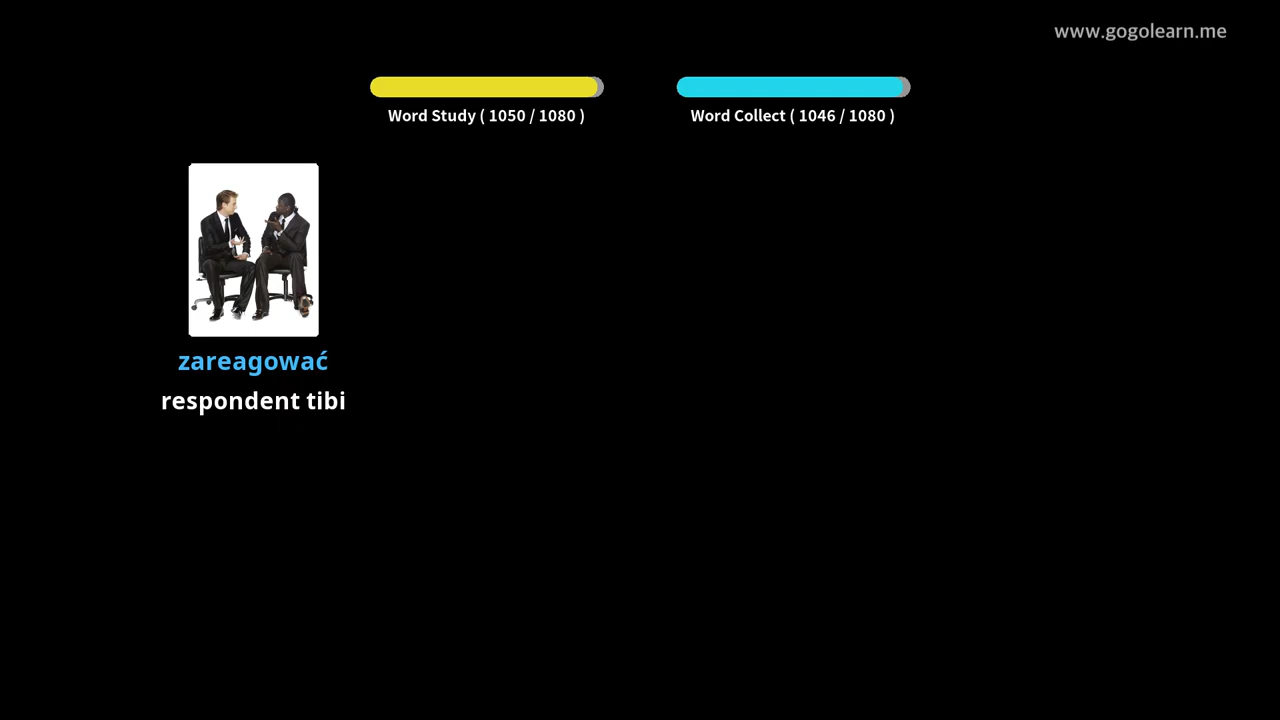 www.gogolearn.me
Word Study ( 1050 / 1080 )
Word Collect ( 1046 / 1080 )
zareagować
respondent tibi